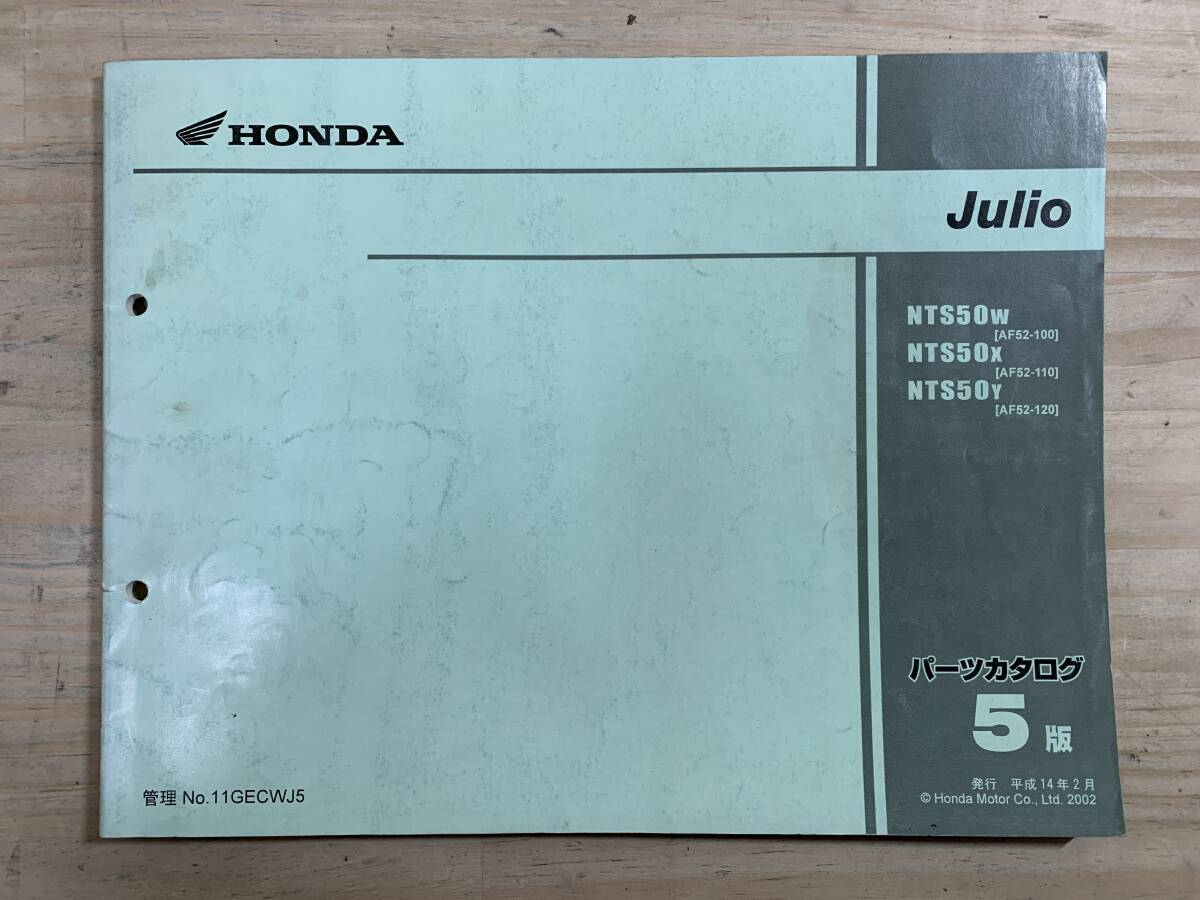 HONDA
Julio
NTS50W
[AF52-100]
NTS50X
[AF52-110]
NTS50Y
[AF52-120]
パーツカタログ
5版
発行 平成14年2月
© Honda Motor Co., Ltd. 2002
管理 No.11GECWJ5